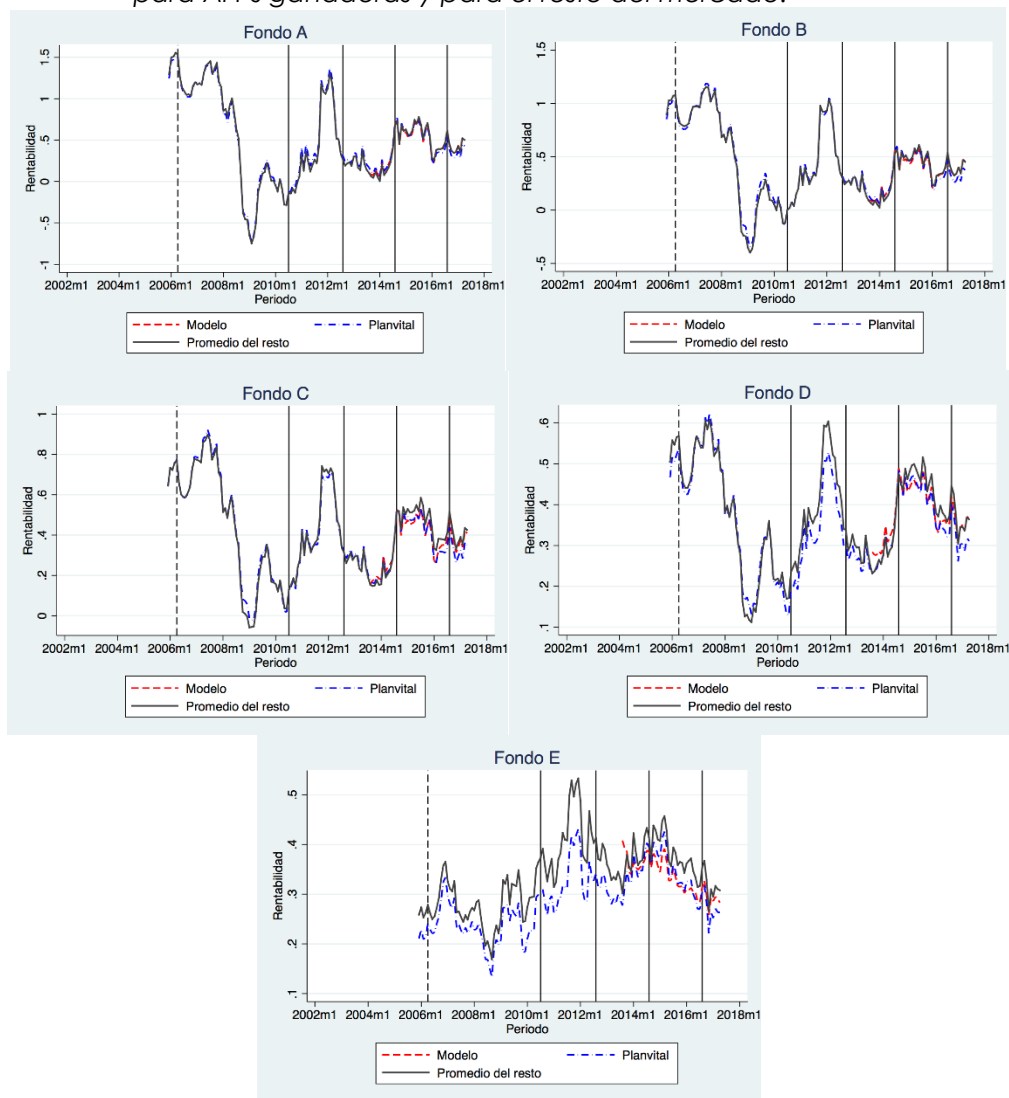 para AFPs ganadoras y para el resto del mercado.
Fondo A
Rentabilidad
1.5
1
.5
0
-.5
-1
2002m1 2004m1 2006m1 2008m1 2010m1 2012m1 2014m1 2016m1 2018m1
Periodo
Modelo Planvital
Promedio del resto
Fondo B
Rentabilidad
1.5
1
.5
0
-.5
2002m1 2004m1 2006m1 2008m1 2010m1 2012m1 2014m1 2016m1 2018m1
Periodo
Modelo Planvital
Promedio del resto
Fondo C
Rentabilidad
1
.8
.6
.4
.2
0
2002m1 2004m1 2006m1 2008m1 2010m1 2012m1 2014m1 2016m1 2018m1
Periodo
Modelo Planvital
Promedio del resto
Fondo D
Rentabilidad
.6
.5
.4
.3
.2
.1
2002m1 2004m1 2006m1 2008m1 2010m1 2012m1 2014m1 2016m1 2018m1
Periodo
Modelo Planvital
Promedio del resto
Fondo E
Rentabilidad
.5
.4
.3
.2
.1
2002m1 2004m1 2006m1 2008m1 2010m1 2012m1 2014m1 2016m1 2018m1
Periodo
Modelo Planvital
Promedio del resto